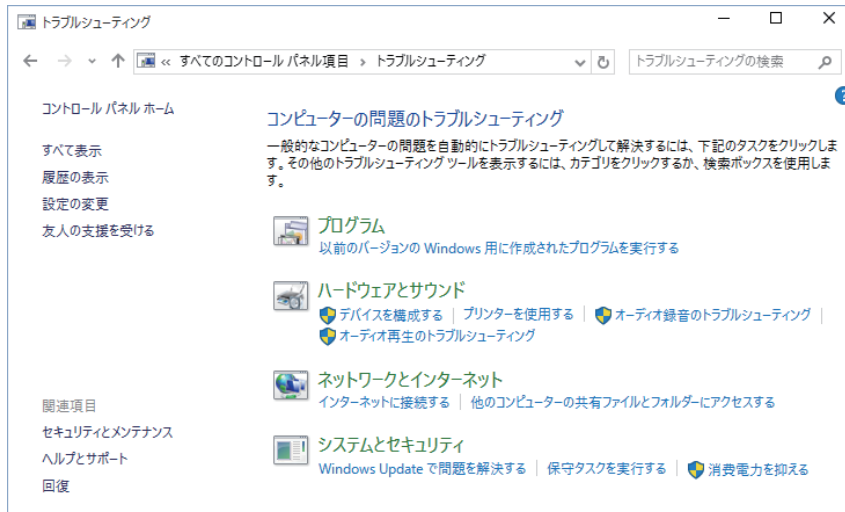 トラブルシューティング
« すべてのコントロール パネル項目 › トラブルシューティング
トラブルシューティングの検索
コントロール パネル ホーム
すべて表示
履歴の表示
設定の変更
友人の支援を受ける
コンピューターの問題のトラブルシューティング
一般的なコンピューターの問題を自動的にトラブルシューティングして解決するには、下記のタスクをクリックしま
す。その他のトラブルシューティング ツールを表示するには、カテゴリをクリックするか、検索ボックスを使用しま
す。
プログラム
以前のバージョンの Windows 用に作成されたプログラムを実行する
ハードウェアとサウンド
デバイスを構成する | プリンターを使用する | オーディオ録音のトラブルシューティング |
オーディオ再生のトラブルシューティング
ネットワークとインターネット
インターネットに接続する | 他のコンピューターの共有ファイルとフォルダーにアクセスする
システムとセキュリティ
Windows Update で問題を解決する | 保守タスクを実行する | 消費電力を抑える
関連項目
セキュリティとメンテナンス
ヘルプとサポート
回復